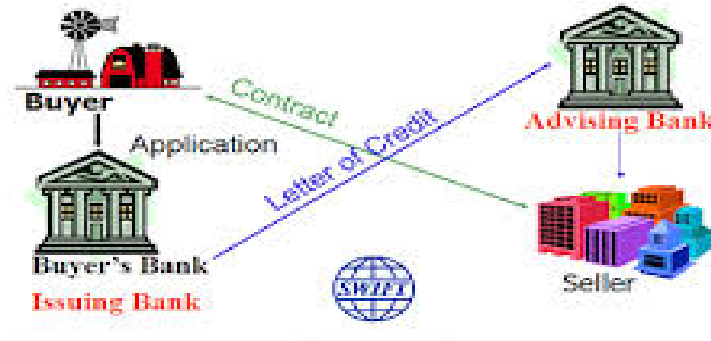 Buyer
Contract
Advising Bank
Application
Letter of Credit
Buyer's Bank
Issuing Bank
SWIFT
Seller